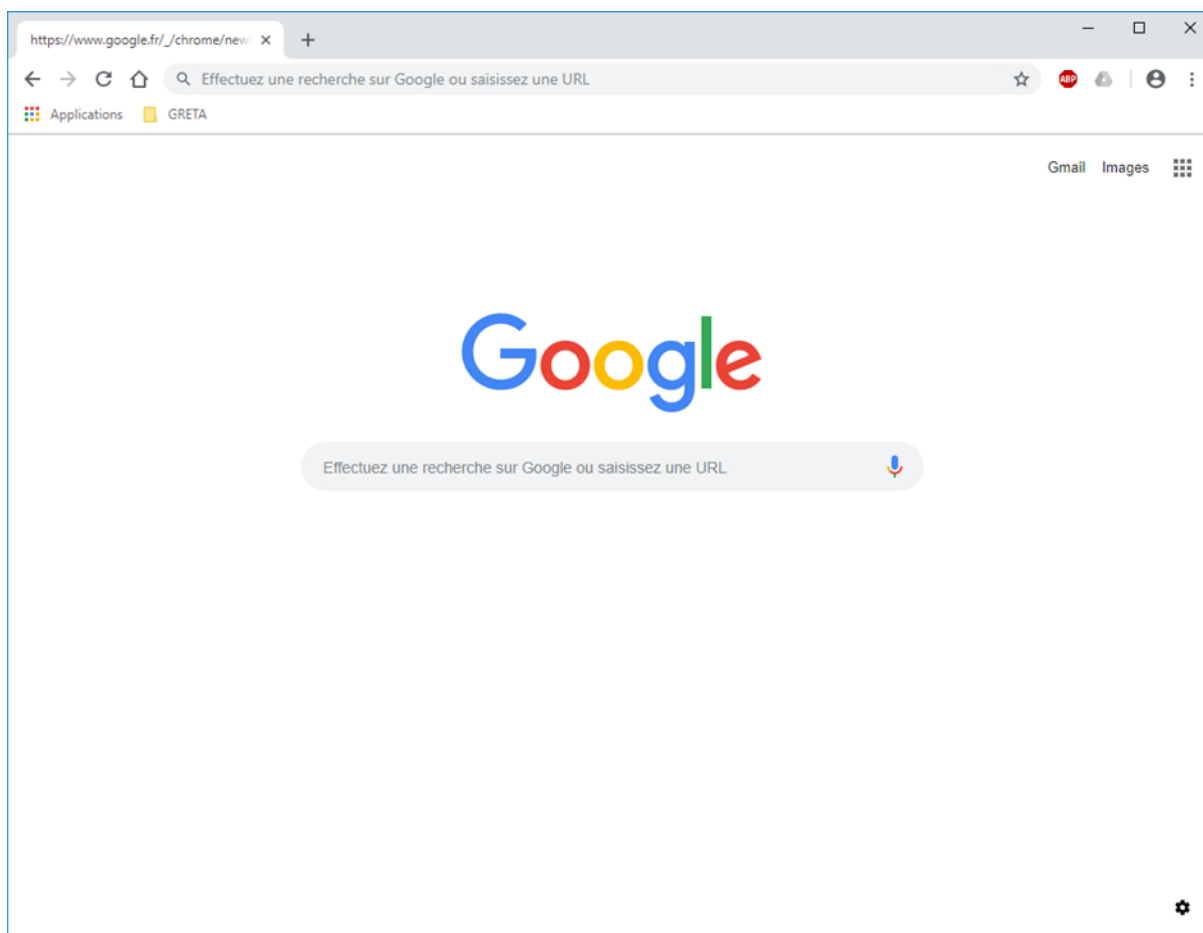 https://www.google.fr/_/chrome/new
Effectuez une recherche sur Google ou saisissez une URL
ABP
Applications GRETA
Gmail Images
Google
Effectuez une recherche sur Google ou saisissez une URL